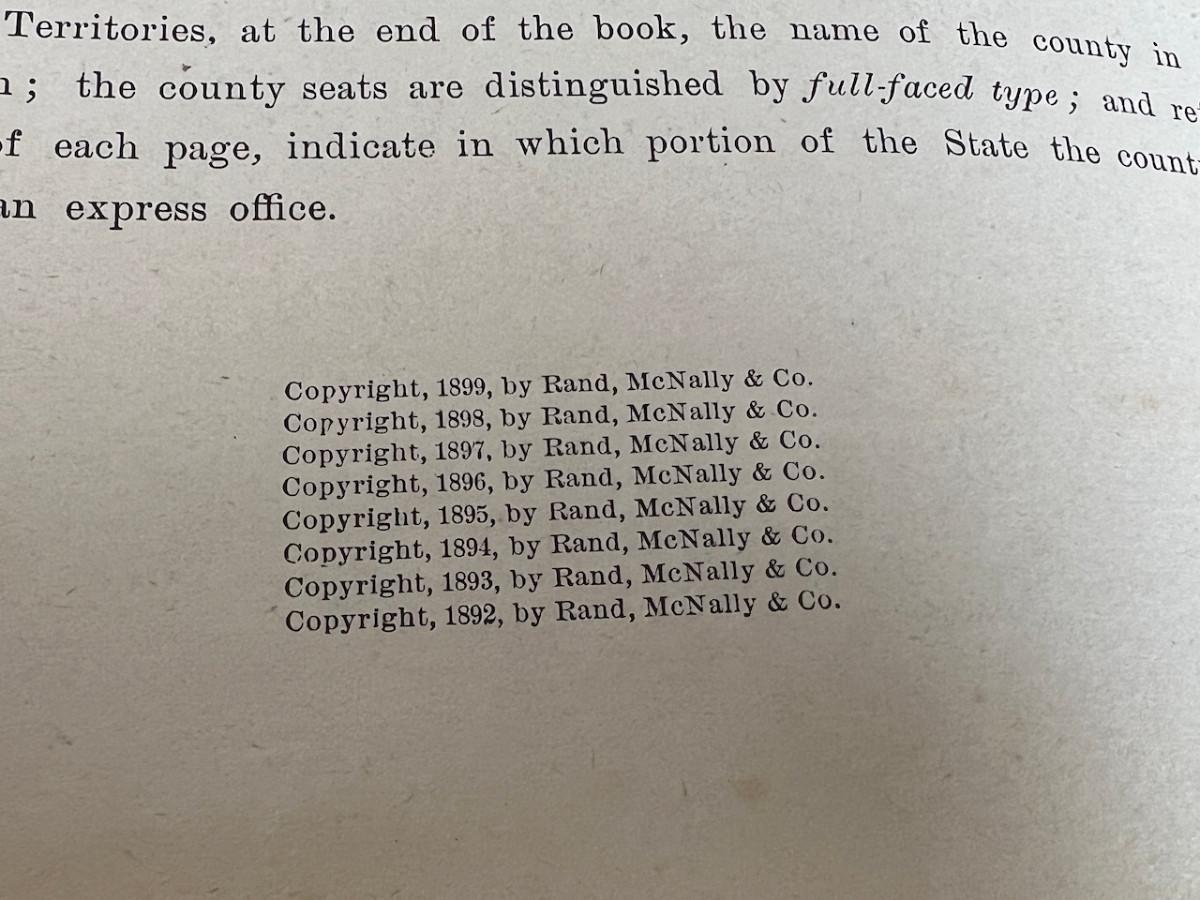 Territories, at the end of the book, the name of the county in
; the county seats are distinguished by full-faced type; and
of each page, indicate in which portion of the State the
an express office.
Copyright, 1899, by Rand, McNally & Co.
Copyright, 1898, by Rand, McNally & Co.
Copyright, 1897, by Rand, McNally & Co.
Copyright, 1896, by Rand, McNally & Co.
Copyright, 1895, by Rand, McNally & Co.
Copyright, 1894, by Rand, McNally & Co.
Copyright, 1893, by Rand, McNally & Co.
Copyright, 1892, by Rand, McNally & Co.